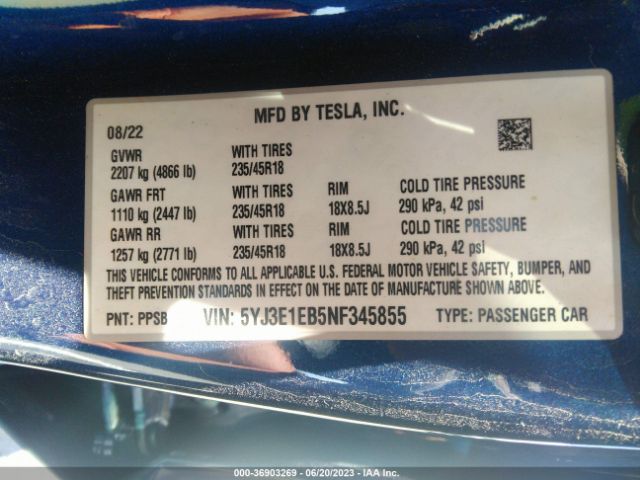 MFD BY TESLA, INC.
08/22
GVWR WITH TIRES
2207 kg (4866 lb) 235/45R18
GAWR FRT WITH TIRES RIM COLD TIRE PRESSURE
1110 kg (2447 lb) 235/45R18 18X8.5J 290 kPa, 42 psi
GAWR RR WITH TIRES RIM COLD TIRE PRESSURE
1257 kg (2771 lb) 235/45R18 18X8.5J 290 kPa, 42 psi
THIS VEHICLE CONFORMS TO ALL APPLICABLE U.S. FEDERAL MOTOR VEHICLE SAFETY, BUMPER, AND
THEFT PREVENTION STANDARDS IN EFFECT ON THE DATE OF MANUFACTURE SHOWN ABOVE.
PNT: PPSB VIN: 5YJ3E1EB5NF345855 TYPE: PASSENGER CAR
000-36903269 - 06/20/2023 - IAA Inc.